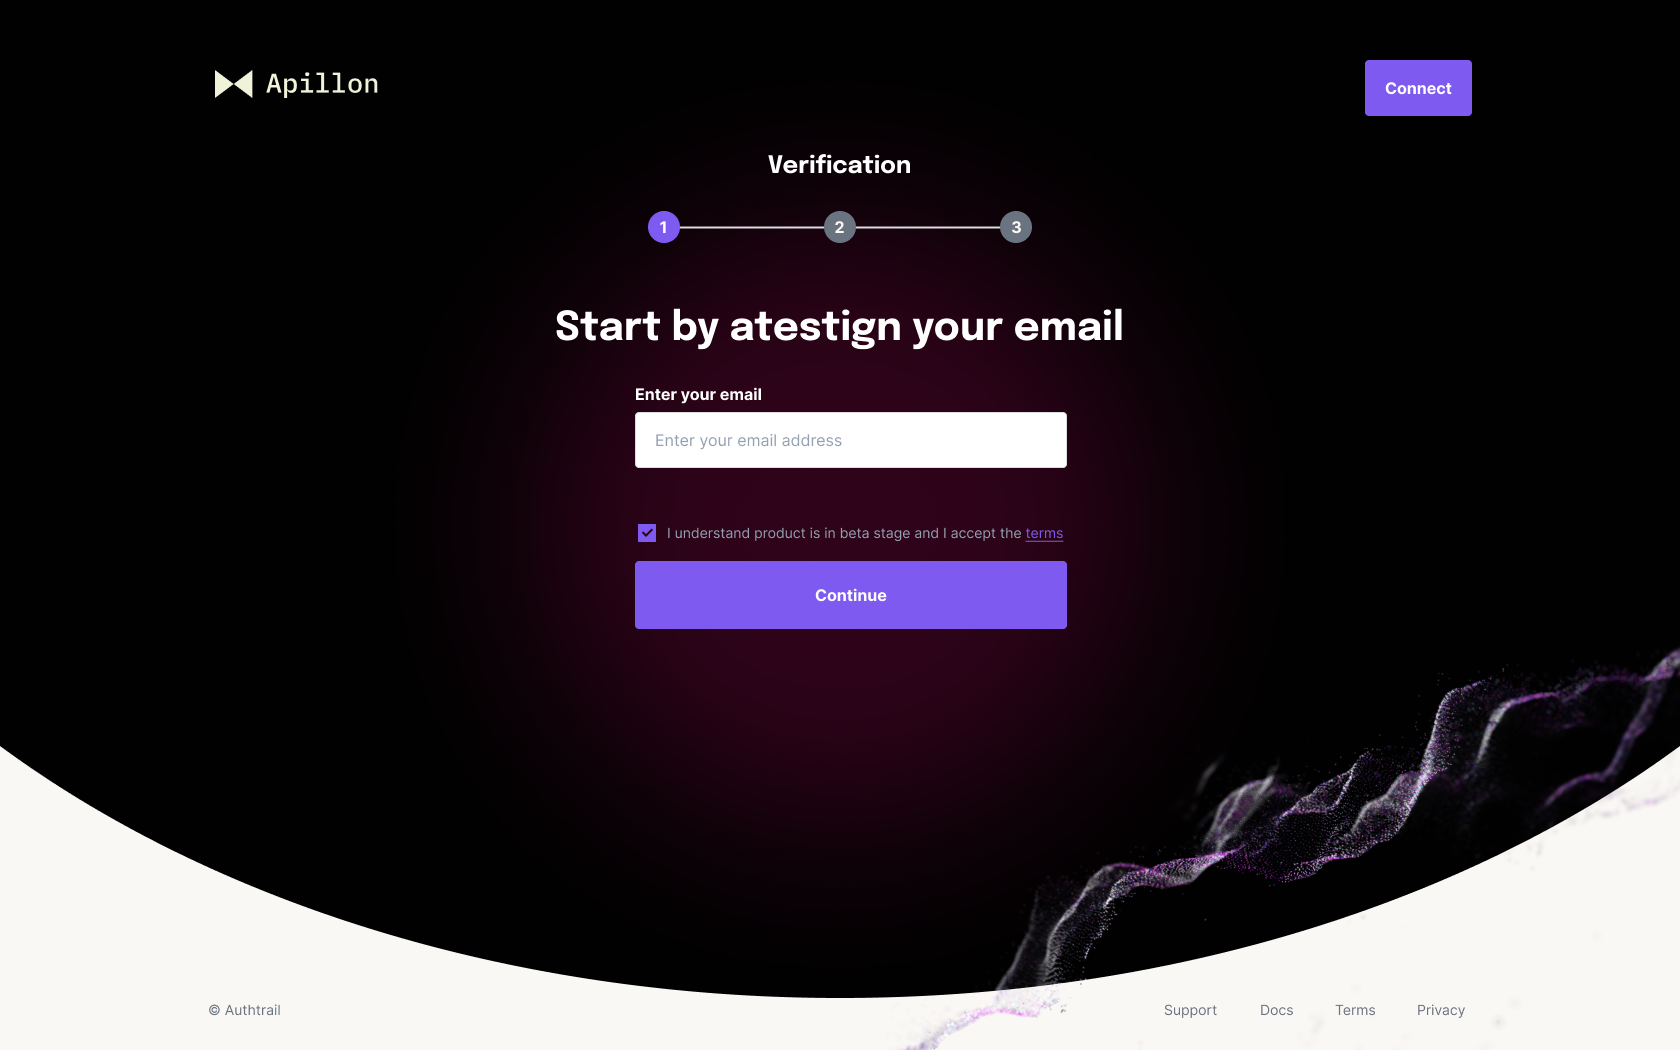 Apillon
Connect
Verification
1 2 3
Start by atestign your email
Enter your email
Enter your email address
I understand product is in beta stage and I accept the terms
Continue
© Authtrail
Support Docs Terms Privacy